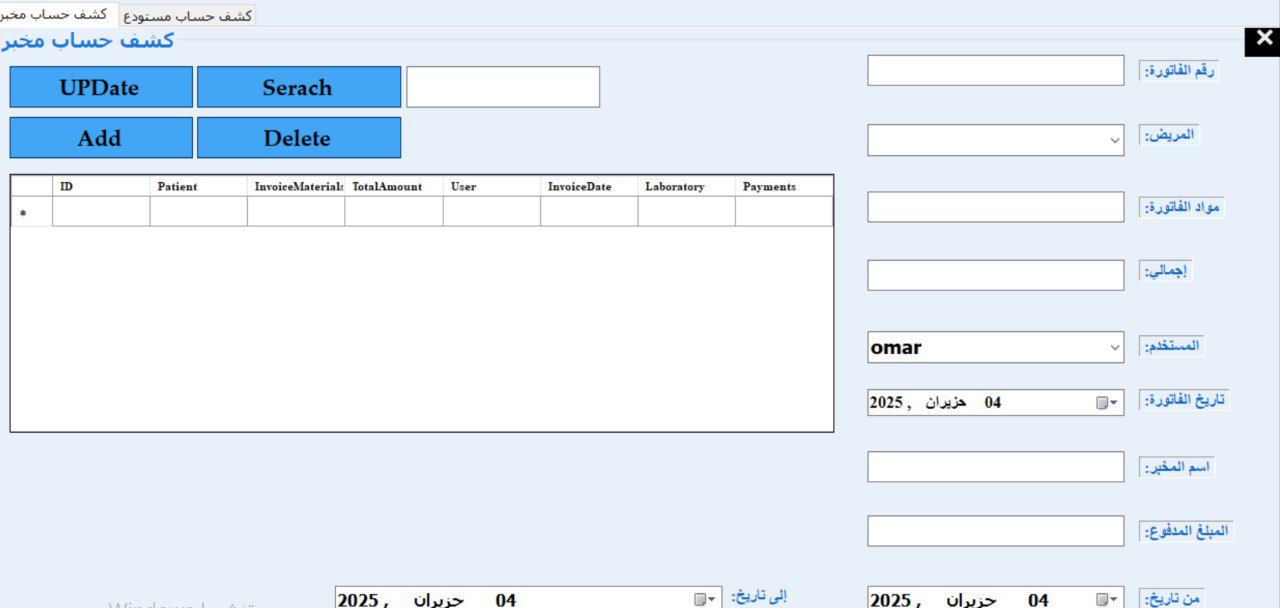 كشف حساب مخبر
كشف حساب مستودع
كشف حساب مخبر
UPDate
Serach
Add
Delete
ID Patient InvoiceMaterials TotalAmount User InvoiceDate Laboratory Payments
*
رقم الفاتورة:
المريض:
مواد الفاتورة:
إجمالي:
المستخدم:
omar
تاريخ الفاتورة:
04 حزيران , 2025
اسم المخبر:
المبلغ المدفوع:
من تاريخ:
04 حزيران , 2025
إلى تاريخ:
04 حزيران , 2025